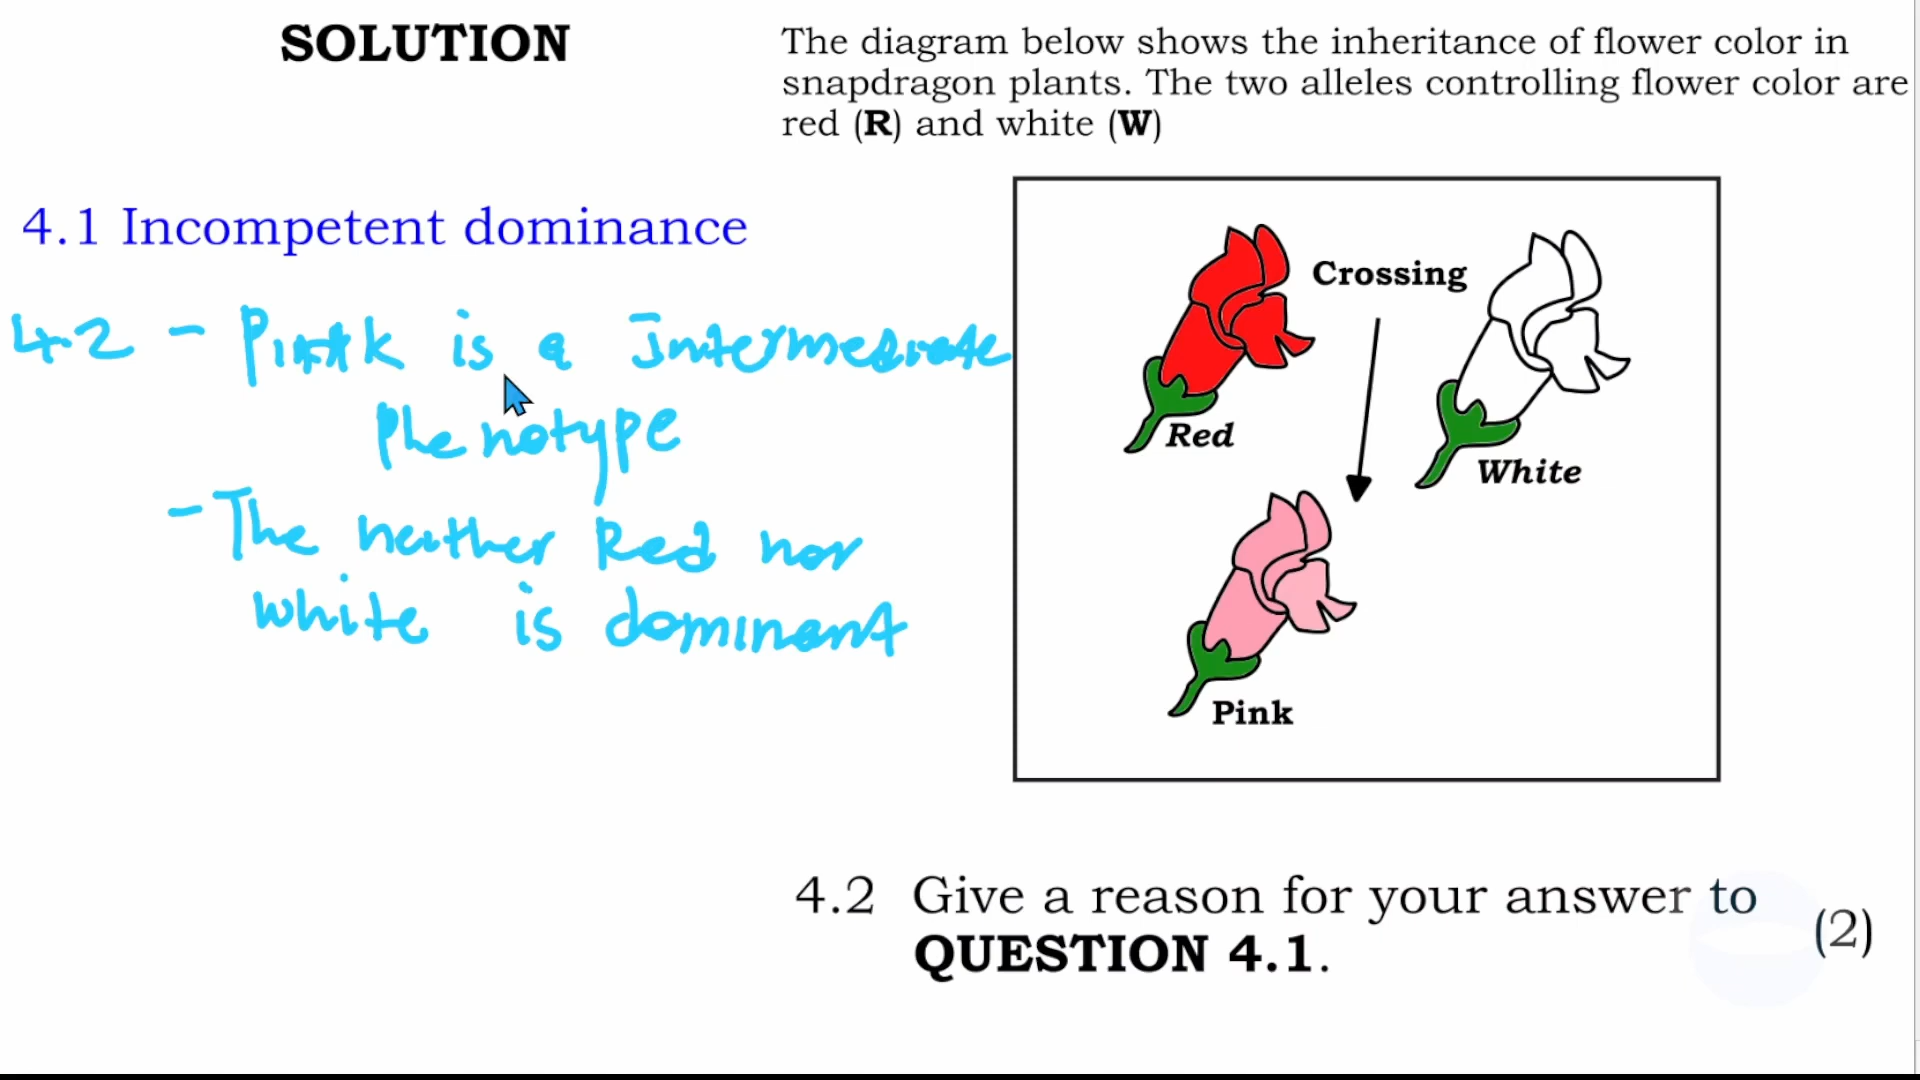 SOLUTION
The diagram below shows the inheritance of flower color in
snapdragon plants. The two alleles controlling flower color are
red (R) and white (W)
4.1 Incompetent dominance
4.2 - Pink is a Intermediate
Phenotype
- The neither Red nor
white is dominant
Crossing
Red
White
Pink
4.2 Give a reason for your answer to
QUESTION 4.1.
(2)